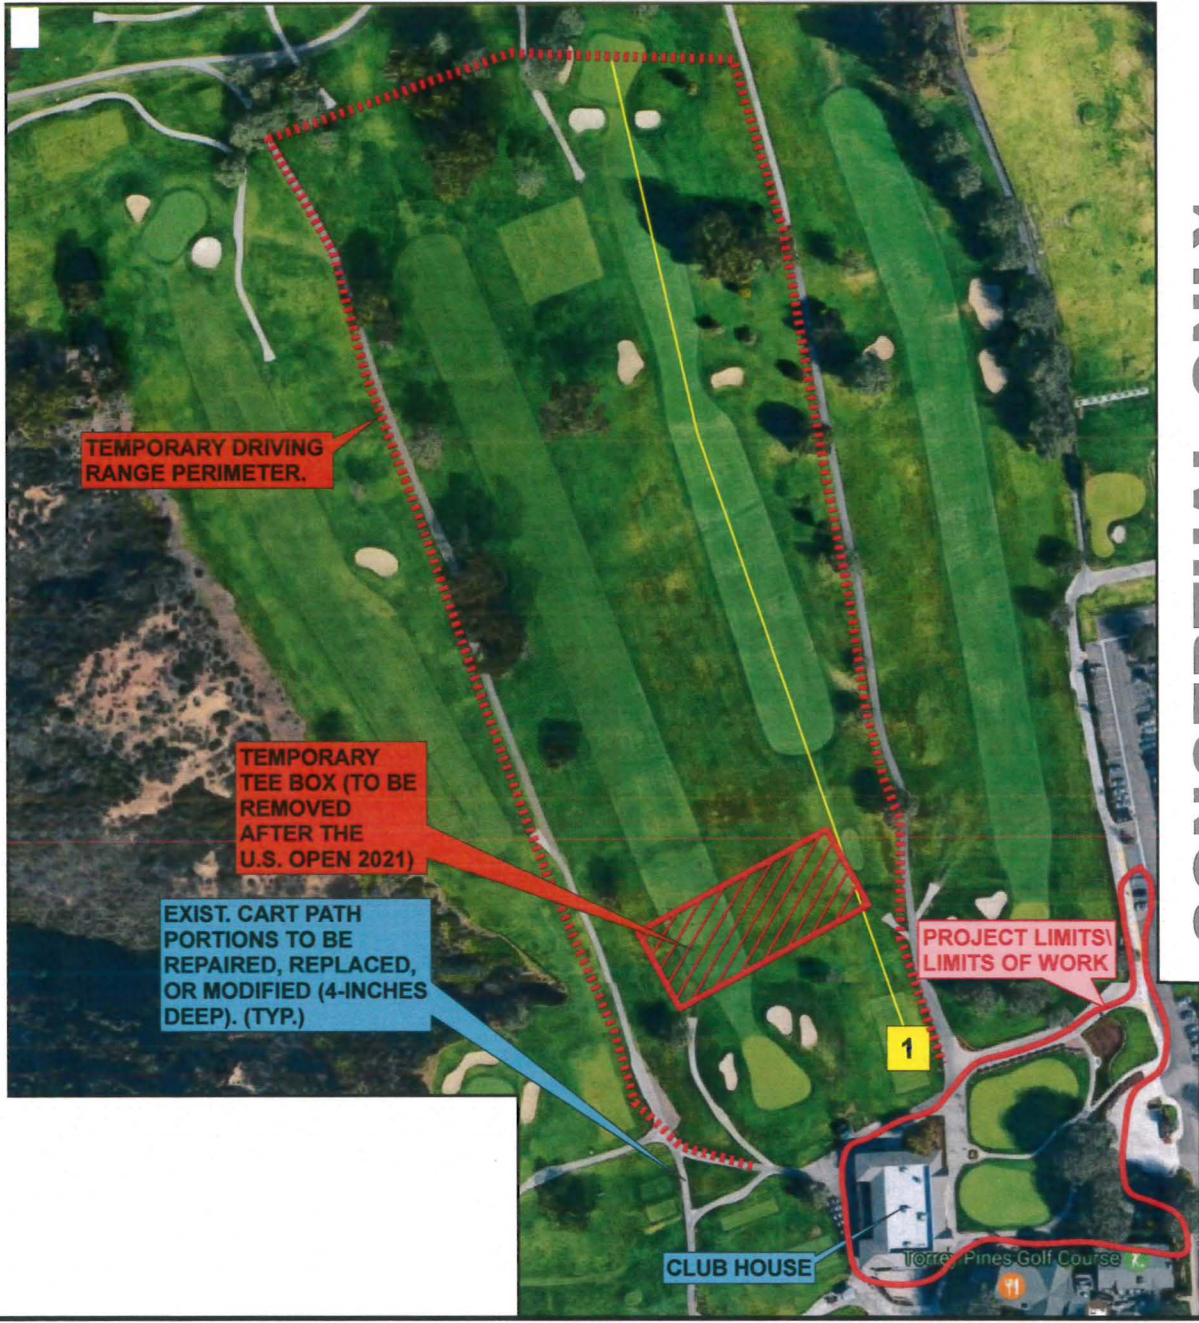 TEMPORARY DRIVING
RANGE PERIMETER.
TEMPORARY
TEE BOX (TO BE
REMOVED
AFTER THE
U.S. OPEN 2021)
EXIST. CART PATH
PORTIONS TO BE
REPAIRED, REPLACED,
OR MODIFIED (4-INCHES
DEEP). (TYP.)
PROJECT LIMITS\
LIMITS OF WORK
1
CLUB HOUSE
Torrey Pines Golf Course